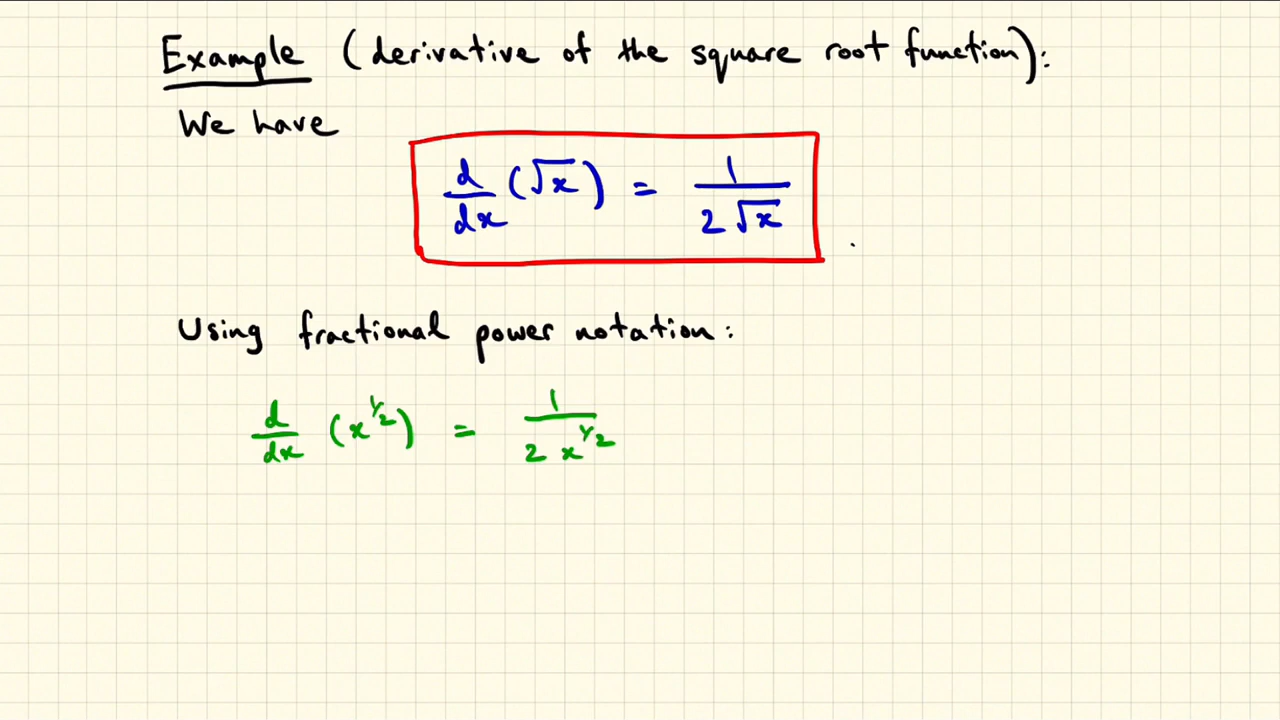 Example (derivative of the square root function):
We have
d/dx (√x) = 1/(2√x)
Using fractional power notation:
d/dx (x^1/2) = 1/(2 x^1/2)